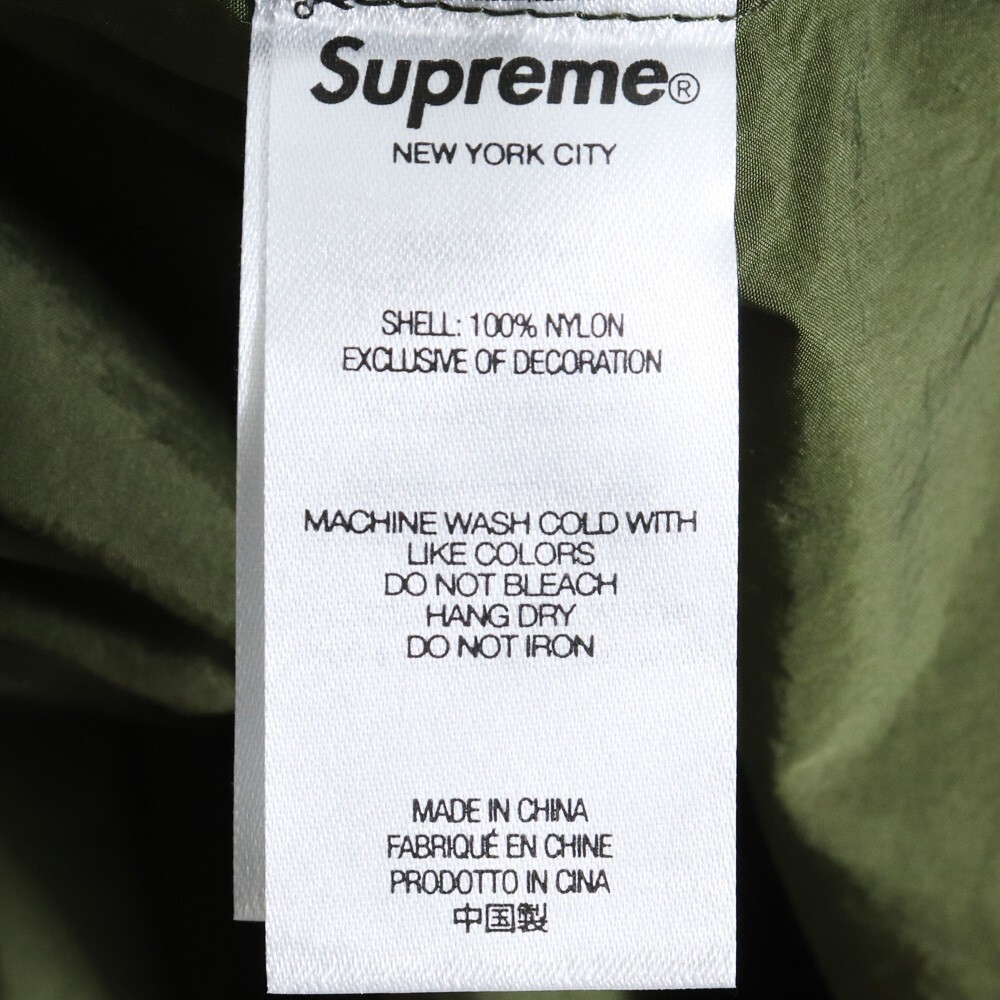 Supreme®
NEW YORK CITY
SHELL: 100% NYLON
EXCLUSIVE OF DECORATION
MACHINE WASH COLD WITH
LIKE COLORS
DO NOT BLEACH
HANG DRY
DO NOT IRON
MADE IN CHINA
FABRIQUÉ EN CHINE
PRODOTTO IN CINA
中国製